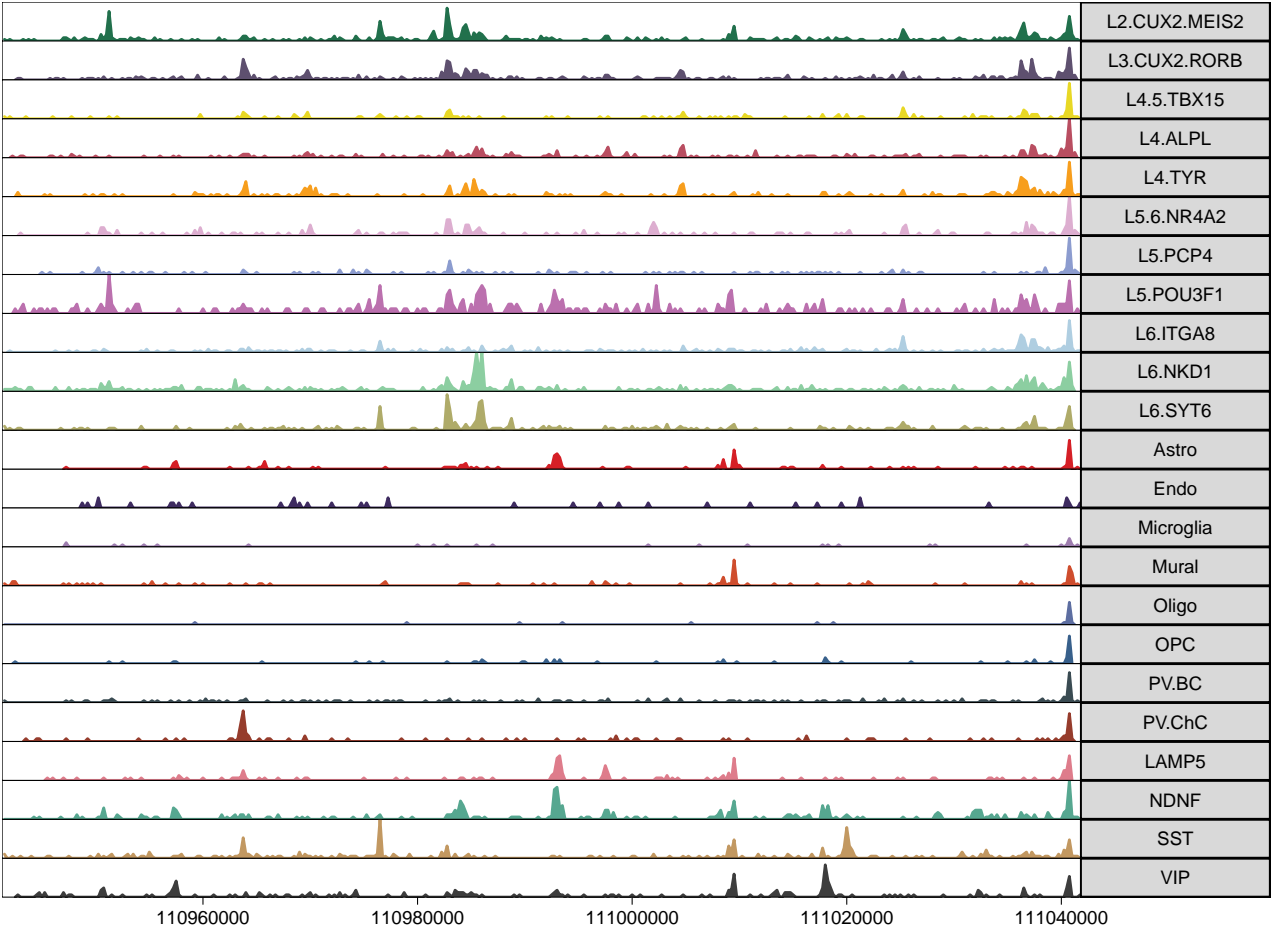 L2.CUX2.MEIS2
L3.CUX2.RORB
L4.5.TBX15
L4.ALPL
L4.TYR
L5.6.NR4A2
L5.PCP4
L5.POU3F1
L6.ITGA8
L6.NKD1
L6.SYT6
Astro
Endo
Microglia
Mural
Oligo
OPC
PV.BC
PV.ChC
LAMP5
NDNF
SST
VIP
110960000 110980000 111000000 111020000 111040000